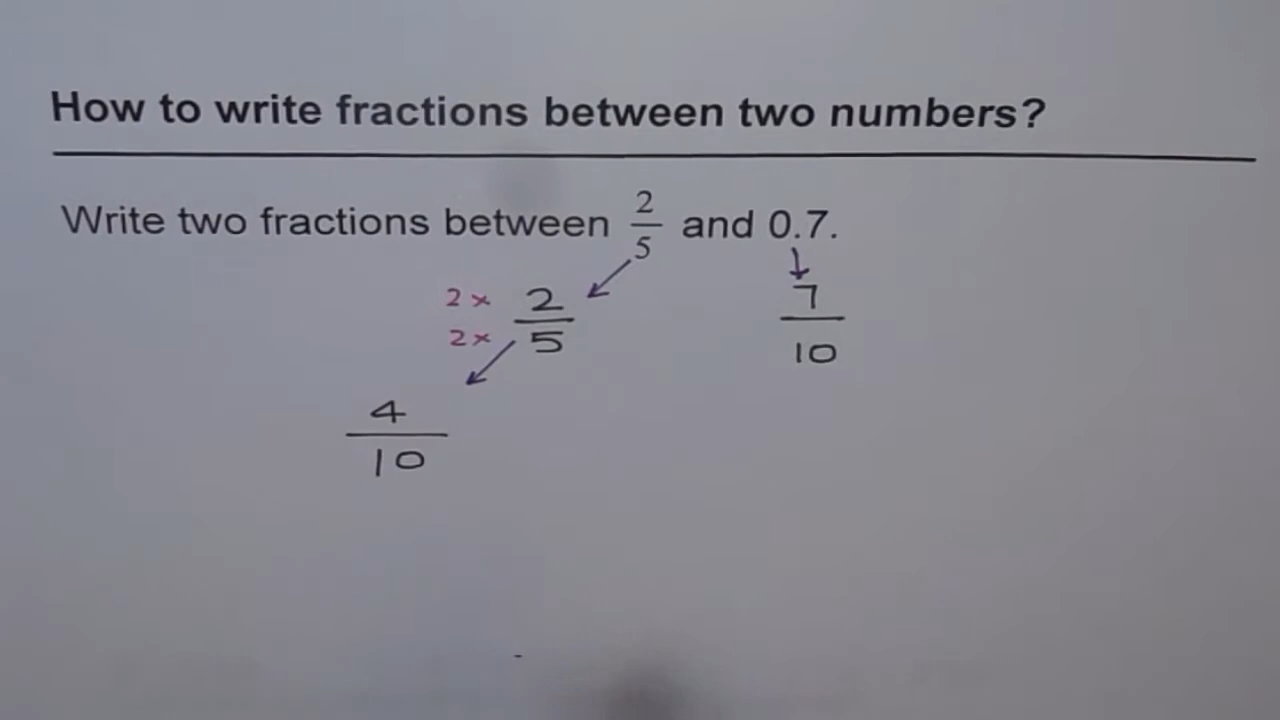 How to write fractions between two numbers?
Write two fractions between 2/5 and 0.7.
2 × 2
2 × 5
7
10
4
10